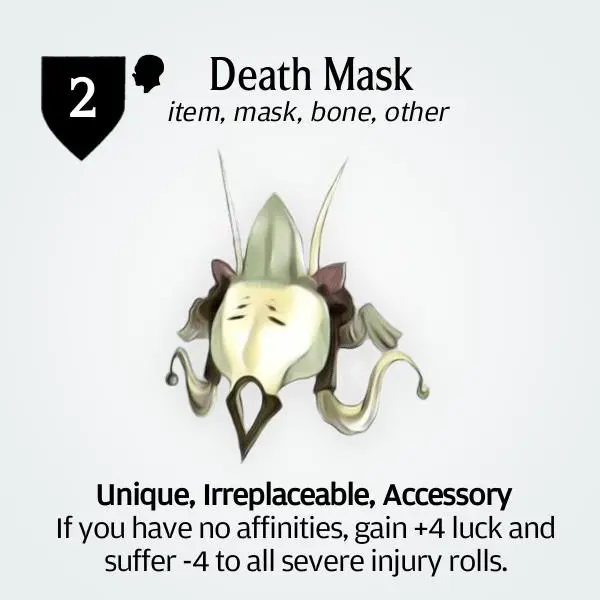 2
Death Mask
item, mask, bone, other
Unique, Irreplaceable, Accessory
If you have no affinities, gain +4 luck and
suffer -4 to all severe injury rolls.